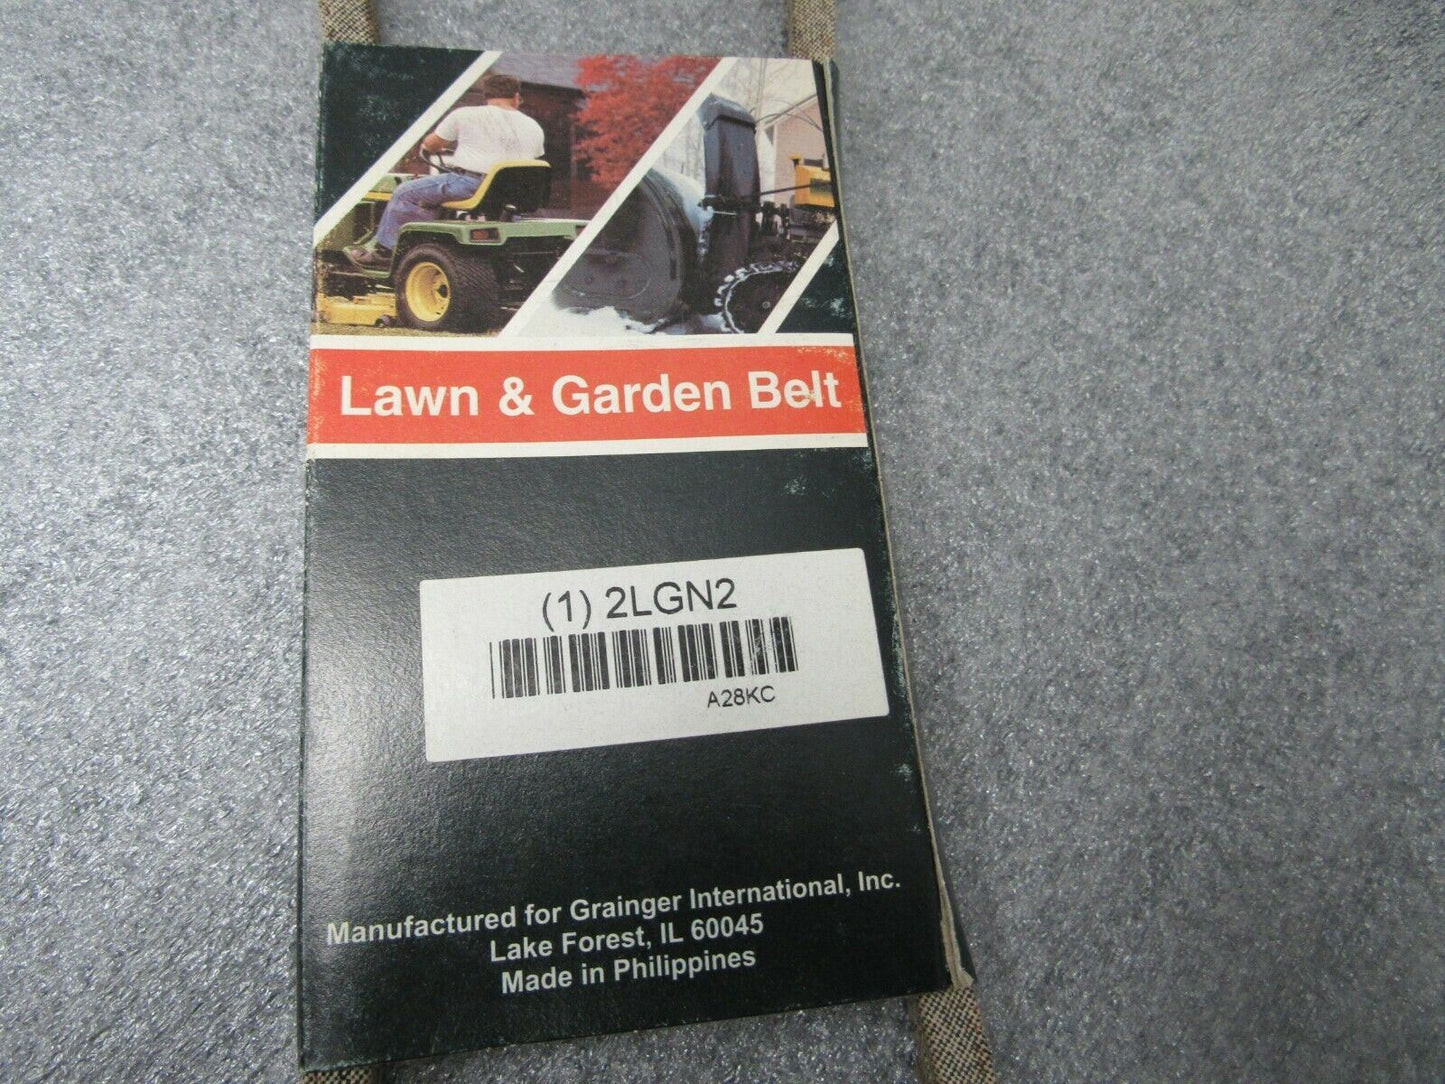 Lawn & Garden Belt
(1) 2LGN2
A28KC
Manufactured for Grainger International, Inc.
Lake Forest, IL 60045
Made in Philippines